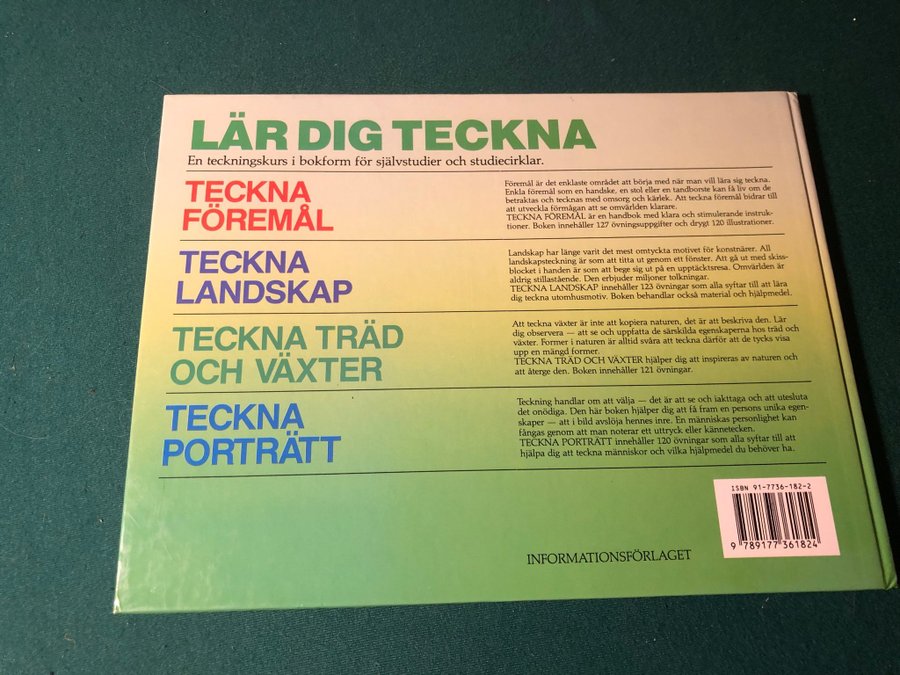 LÄR DIG TECKNA
En teckningskurs i bokform för självstudier och studiecirklar.
TECKNA
FÖREMÅL
Föremål är det enklaste området att börja med när man vill lära sig teckna.
Enkla föremål som en handske, en stol eller en tandborste kan få liv om de
betraktas och tecknas med omsorg och kärlek. Att teckna föremål bidrar till
att utveckla förmågan att se omvärlden klarare.
TECKNA FÖREMÅL är en handbok med klara och stimulerande instruk-
tioner. Boken innehåller 127 övningsuppgifter och drygt 120 illustrationer.
TECKNA
LANDSKAP
Landskap har länge varit det mest omtyckta motivet för konstnärer. All
landskapsteckning är som att titta ut genom ett fönster. Att gå ut med skiss-
blocket i handen är som att bege sig ut på en upptäcktsresa. Omvärlden är
aldrig stillastående. Den erbjuder miljoner tolkningar.
TECKNA LANDSKAP innehåller 123 övningar som alla syftar till att lära
dig teckna utomhusmotiv. Boken behandlar också material och hjälpmedel.
TECKNA TRÄD
OCH VÄXTER
Att teckna växter är inte att kopiera naturen, det är att beskriva den. Lär
dig observera — att se och uppfatta de särskilda egenskaperna hos träd och
växter. Former i naturen är alltid svåra att teckna därför att de tycks visa
upp en mängd former.
TECKNA TRÄD OCH VÄXTER hjälper dig att inspireras av naturen och
att återge den. Boken innehåller 121 övningar.
TECKNA
PORTRÄTT
Teckning handlar om att välja — det är att se och iakttaga och att utesluta
det onödiga. Den här boken hjälper dig att få fram en persons unika egen-
skaper — att i bild avslöja hennes inre. En människas personlighet kan
fångas genom att man noterar ett uttryck eller kännetecken.
TECKNA PORTRÄTT innehåller 120 övningar som alla syftar till att
hjälpa dig att teckna människor och vilka hjälpmedel du behöver ha.
ISBN 91-7736-182-2
9 789177 361824
INFORMATIONSFÖRLAGET